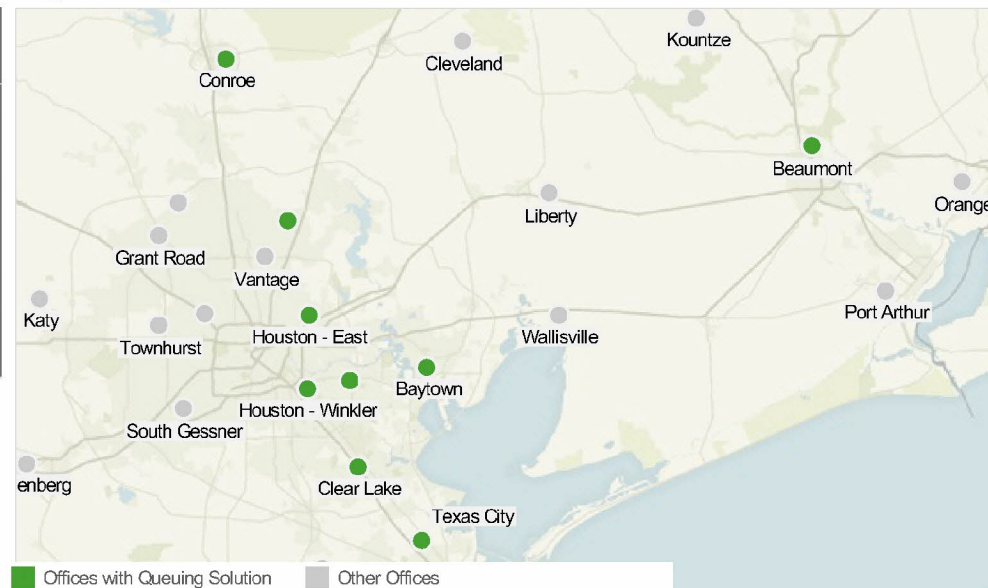 Kountze
Cleveland
Conroe
Beaumont
Orange
Liberty
Grant Road
Vantage
Katy
Port Arthur
Houston - East
Wallisville
Townhurst
Baytown
Houston - Winkler
South Gessner
enberg
Clear Lake
Texas City
Offices with Queuing Solution
Other Offices